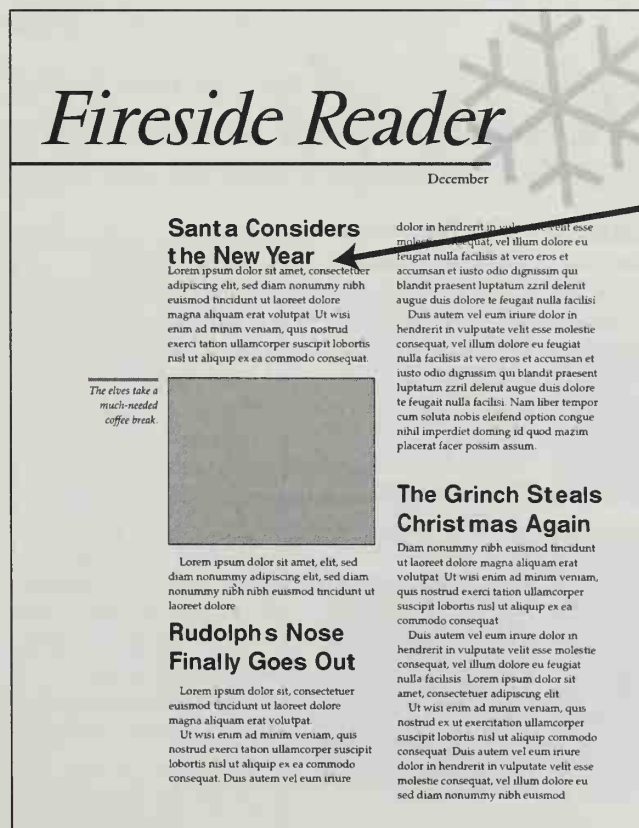 Fireside Reader
December
Santa Considers
the New Year
Lorem ipsum dolor sit amet, consectetuer
adipiscing elit, sed diam nonummy nibh
euismod tincidunt ut laoreet dolore
magna aliquam erat volutpat. Ut wisi
enim ad minim veniam, quis nostrud
exerci tation ullamcorper suscipit lobortis
nisl ut aliquip ex ea commodo consequat.
The elves take a
much-needed
coffee break.
Lorem ipsum dolor sit amet, elit, sed
diam nonummy adipiscing elit, sed diam
nonummy nibh nibh euismod tincidunt ut
laoreet dolore
Rudolphs Nose
Finally Goes Out
Lorem ipsum dolor sit, consectetuer
euismod tincidunt ut laoreet dolore
magna aliquam erat volutpat.
Ut wisi enim ad minim veniam, quis
nostrud exerci tation ullamcorper suscipit
lobortis nisl ut aliquip ex ea commodo
consequat. Duis autem vel eum iriure
dolor in hendrerit in vulputate velit esse
molestie consequat, vel illum dolore eu
feugiat nulla facilisis at vero eros et
accumsan et iusto odio dignissim qui
blandit praesent luptatum zzril delenit
augue duis dolore te feugait nulla facilisi
Duis autem vel eum iriure dolor in
hendrerit in vulputate velit esse molestie
consequat, vel illum dolore eu feugiat
nulla facilisis at vero eros et accumsan et
iusto odio dignissim qui blandit praesent
luptatum zzril delenit augue duis dolore
te feugait nulla facilisi. Nam liber tempor
cum soluta nobis eleifend option congue
nihil imperdiet doming id quod mazim
placerat facer possim assum.
The Grinch Steals
Christmas Again
Diam nonummy nibh euismod tincidunt
ut laoreet dolore magna aliquam erat
volutpat Ut wisi enim ad minim veniam,
quis nostrud exerci tation ullamcorper
suscipit lobortis nisl ut aliquip ex ea
commodo consequat
Duis autem vel eum iriure dolor in
hendrerit in vulputate velit esse molestie
consequat, vel illum dolore eu feugiat
nulla facilisis Lorem ipsum dolor sit
amet, consectetuer adipiscing elit
Ut wisi enim ad minim veniam, quis
nostrud ex ut exercitation ullamcorper
suscipit lobortis nisl ut aliquip commodo
consequat Duis autem vel eum iriure
dolor in hendrerit in vulputate velit esse
molestie consequat, vel illum dolore eu
sed diam nonummy nibh euismod